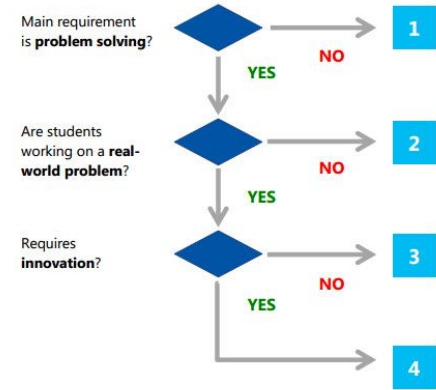 Main requirement
is problem solving?
1
NO
YES
Are students
working on a real-
world problem?
2
NO
YES
Requires
innovation?
3
NO
YES
4